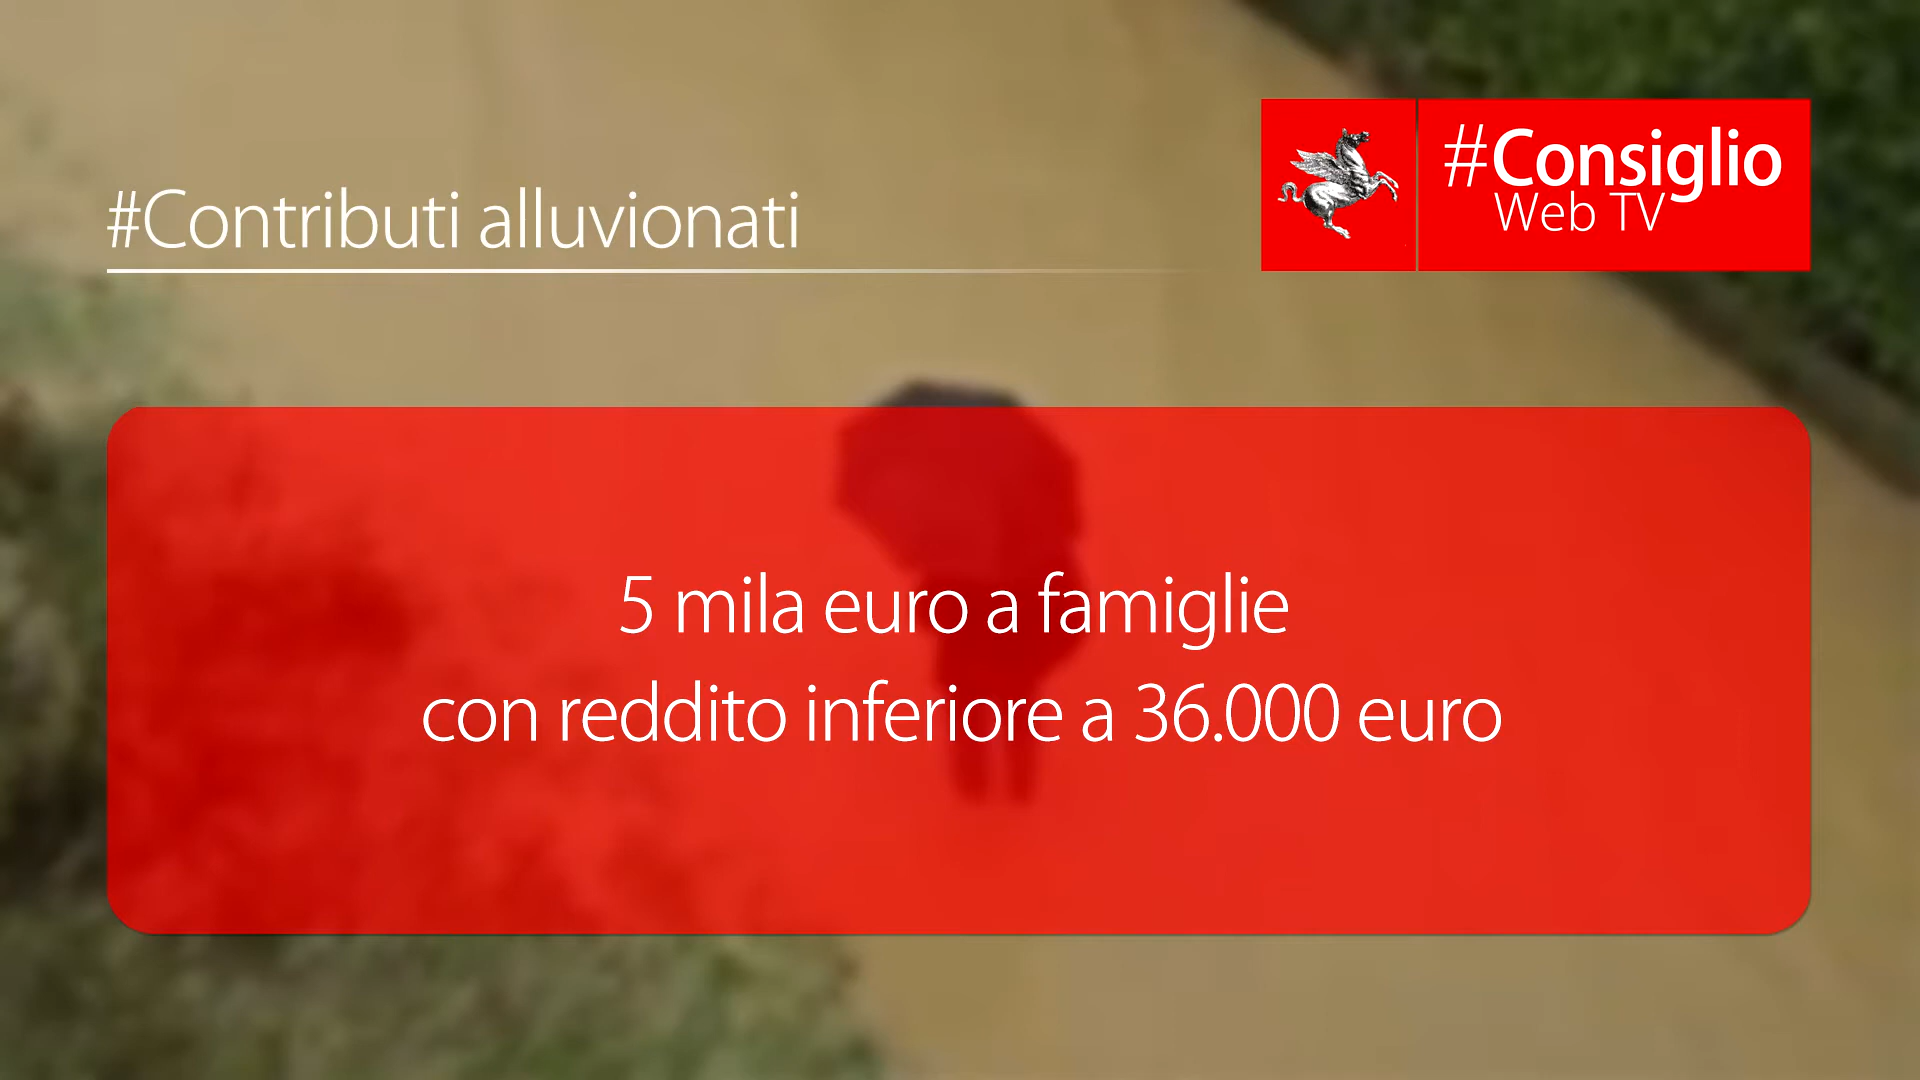 #Contributi alluvionati
#Consiglio
Web TV
5 mila euro a famiglie
con reddito inferiore a 36.000 euro